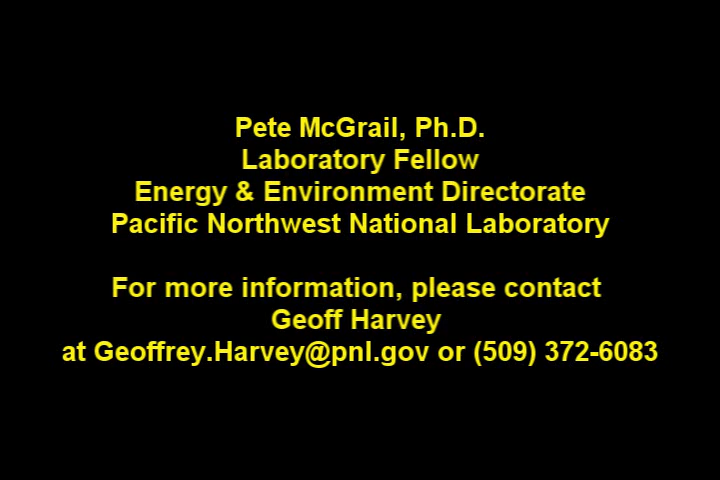 Pete McGrail, Ph.D.
Laboratory Fellow
Energy & Environment Directorate
Pacific Northwest National Laboratory
For more information, please contact
Geoff Harvey
at Geoffrey.Harvey@pnl.gov or (509) 372-6083